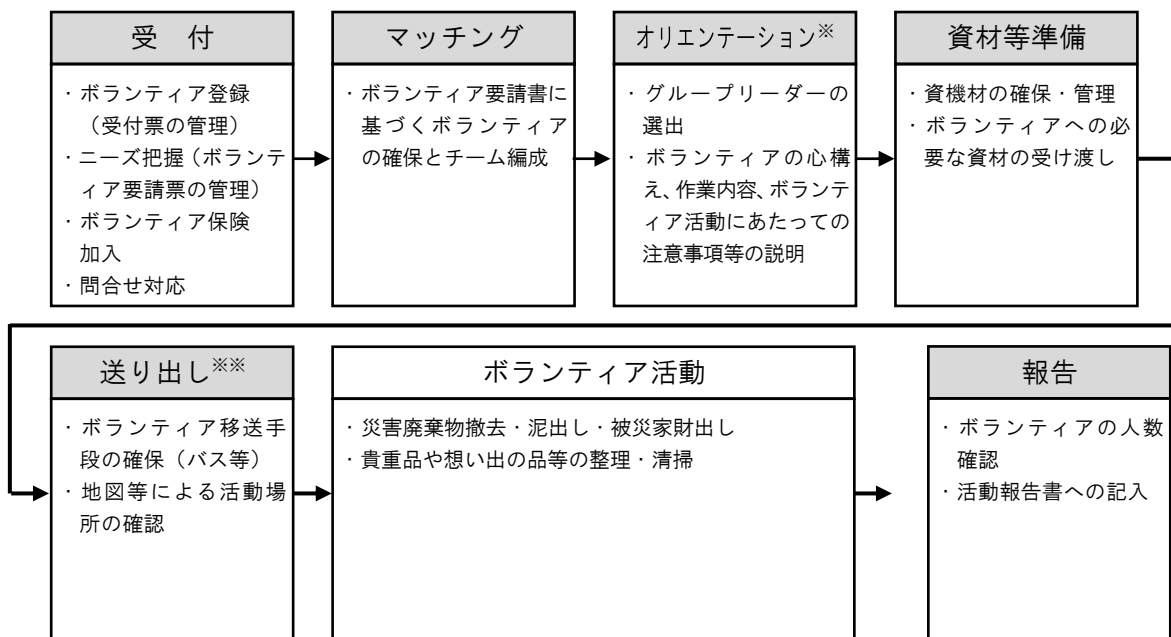 受　付
・ボランティア登録
（受付票の管理）
・ニーズ把握（ボランテ
ィア要請票の管理）
・ボランティア保険
加入
・問合せ対応
マッチング
・ボランティア要請書に
基づくボランティア
の確保とチーム編成
オリエンテーション※
・グループリーダーの
選出
・ボランティアの心構
え、作業内容、ボランテ
ィア活動にあたっての
注意事項等の説明
資材等準備
・資機材の確保・管理
・ボランティアへの必
要な資材の受け渡し
送り出し※※
・ボランティア移送手
段の確保（バス等）
・地図等による活動場
所の確認
ボランティア活動
・災害廃棄物撤去・泥出し・被災家財出し
・貴重品や想い出の品等の整理・清掃
報告
・ボランティアの人数
確認
・活動報告書への記入